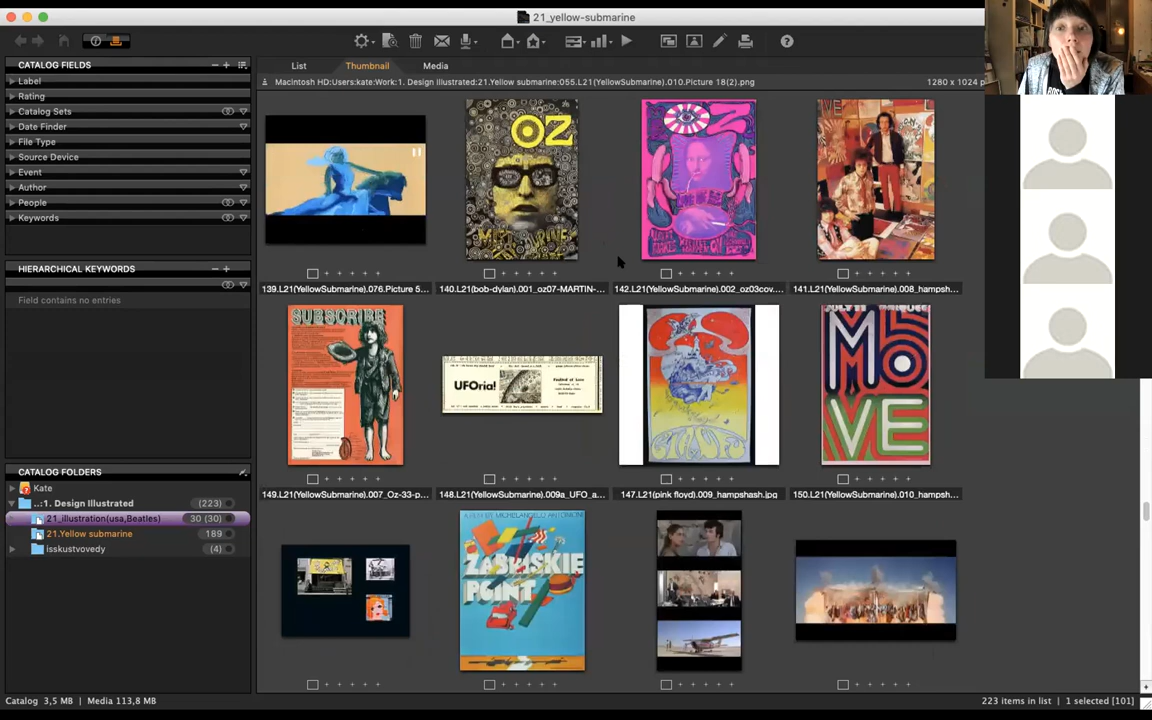 21_yellow-submarine
CATALOG FIELDS
List
Thumbnail
Media
Label
Macintosh HD:Users:kate:Work:1. Design Illustrated:21.Yellow submarine:055.L21(YellowSubmarine).010.Picture 18(2).png
1280 x 1024 p
Rating
Catalog Sets
Date Finder
File Type
Source Device
Event
Author
People
Keywords
OZ
OZ
VE
139.L21(YellowSubmarine).076.Picture 5...
140.L21(bob-dylan).001_oz07-MARTIN-...
142.L21(YellowSubmarine).002_oz03cov...
141.L21(YellowSubmarine).008_hampsh...
HIERARCHICAL KEYWORDS
Field contains no entries
SUBSCRIBE
UFOria!
MOVE
149.L21(YellowSubmarine).007_Oz-33-p...
148.L21(YellowSubmarine).009a_UFO_a...
147.L21(pink floyd).009_hampshash.jpg
150.L21(YellowSubmarine).010_hampsh...
CATALOG FOLDERS
Kate
..:1. Design Illustrated (223)
21_illustration(usa,Beatles) 30 (30)
21.Yellow submarine 189
isskustvovedy (4)
A FILM BY MICHELANGELO ANTONIONI
ZABRISKIE
POINT
Catalog 3,5 MB | Media 113,8 MB
223 items in list | 1 selected [101]